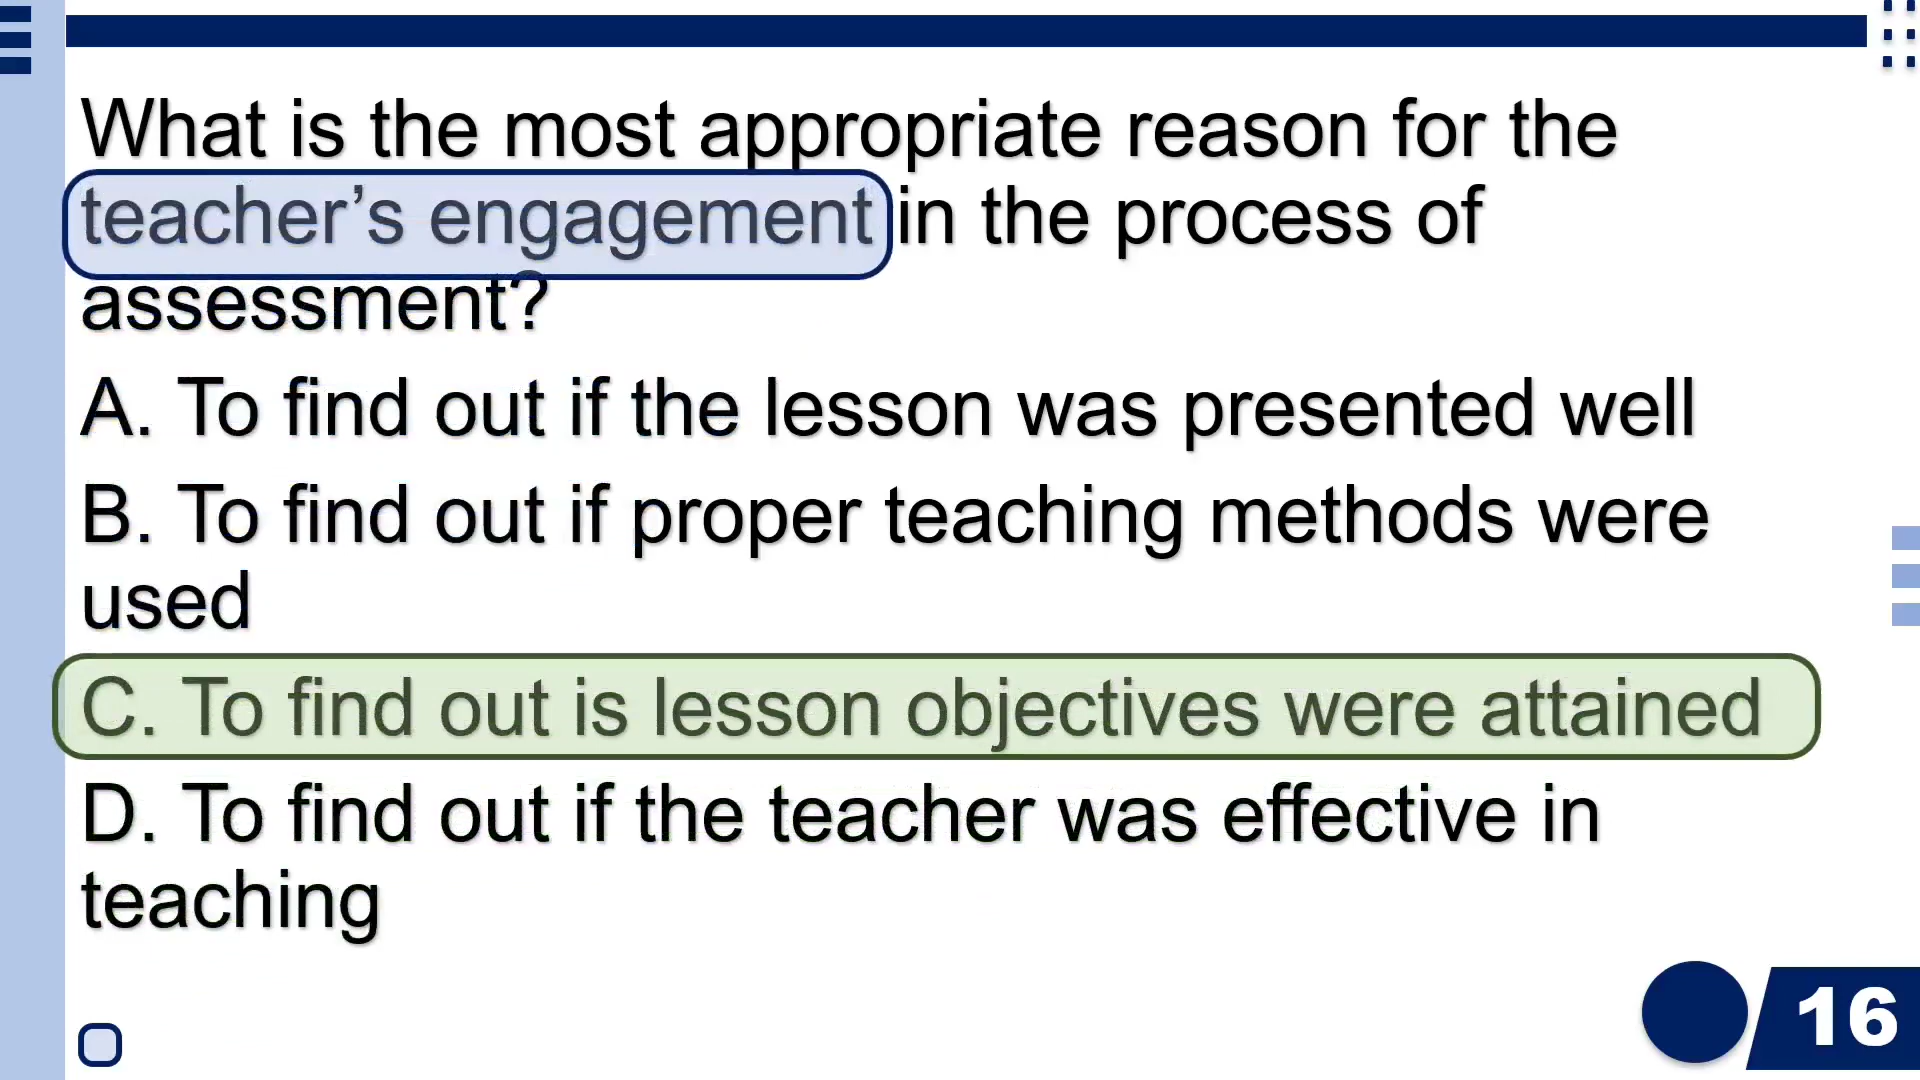 What is the most appropriate reason for the
teacher’s engagement in the process of
assessment?
A. To find out if the lesson was presented well
B. To find out if proper teaching methods were
used
C. To find out is lesson objectives were attained
D. To find out if the teacher was effective in
teaching
16